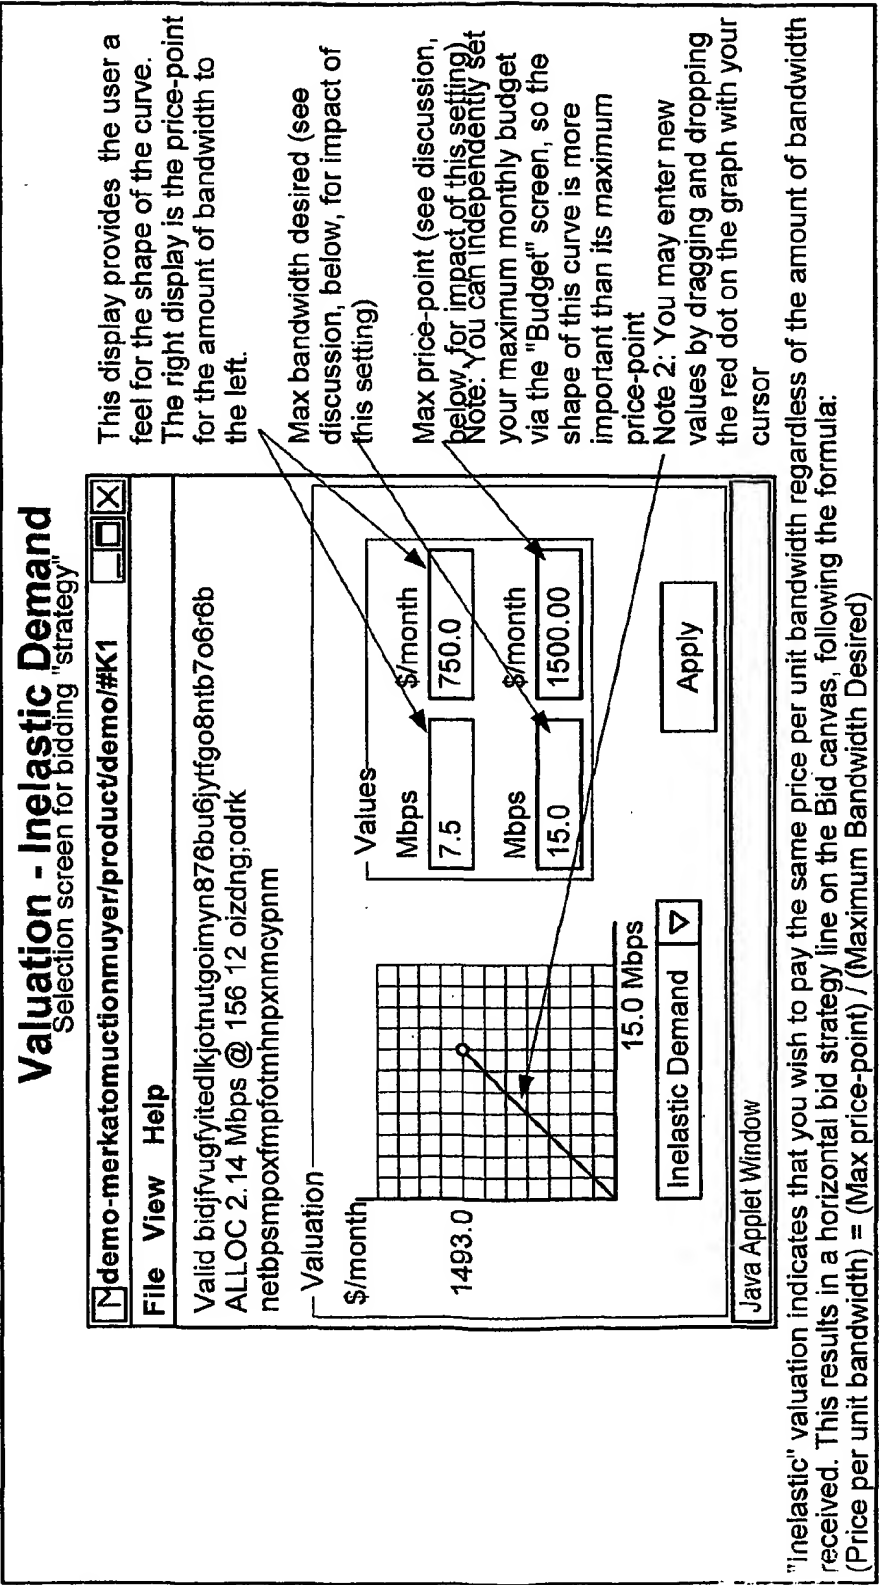 Valuation - Inelastic Demand
Selection screen for bidding "strategy"
Mdemo-merkatomuctionmuyer/product/demo/#K1
File View Help
Valid bidjfvugfyitedlkjotnutgoimyn876bu6jytfgo8ntb7o6r6b
ALLOC 2.14 Mbps @ 156 12 oizdng;odrk
netbpsmpoxfmpfotmhnpxnmcypnm
Valuation
$/month
1493.0
15.0 Mbps
Inelastic Demand
Values
Mbps $/month
7.5 750.0
Mbps $/month
15.0 1500.00
Apply
Java Applet Window
This display provides the user a
feel for the shape of the curve.
The right display is the price-point
for the amount of bandwidth to
the left.
Max bandwidth desired (see
discussion, below, for impact of
this setting)
Max price-point (see discussion,
below, for impact of this setting)
Note: You can independently set
your maximum monthly budget
via the "Budget" screen, so the
shape of this curve is more
important than its maximum
price-point
Note 2: You may enter new
values by dragging and dropping
the red dot on the graph with your
cursor
"Inelastic" valuation indicates that you wish to pay the same price per unit bandwidth regardless of the amount of bandwidth
received. This results in a horizontal bid strategy line on the Bid canvas, following the formula:
(Price per unit bandwidth) = (Max price-point) / (Maximum Bandwidth Desired)